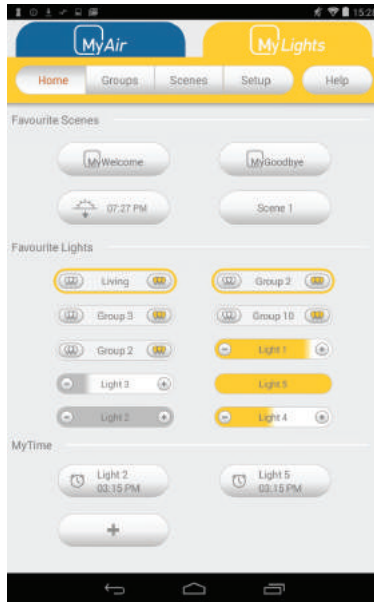 15:28
MyAir
MyLights
Home Groups Scenes Setup Help
Favourite Scenes
MyWelcome MyGoodbye
07:27 PM Scene 1
Favourite Lights
Living Group 2
Group 3 Group 10
Group 2 Light 1
Light 3 Light 5
Light 2 Light 4
MyTime
Light 2 Light 5
03:15 PM 03:15 PM